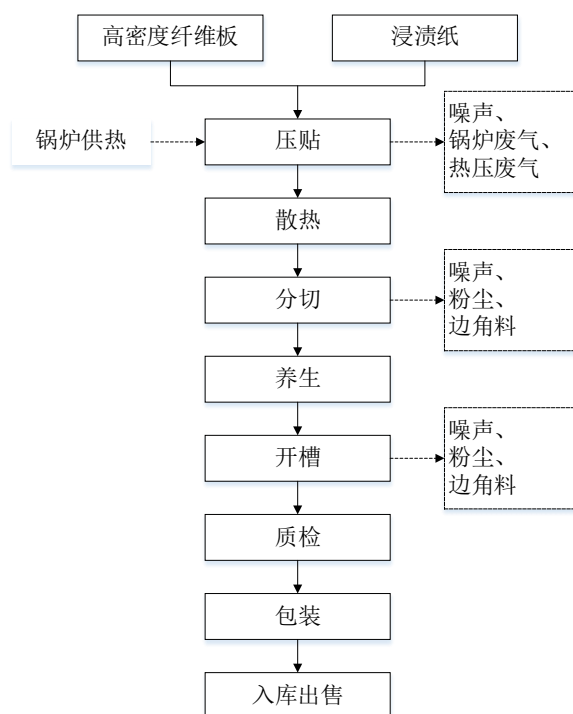 高密度纤维板
浸渍纸
锅炉供热
压贴
噪声、
锅炉废气、
热压废气
散热
分切
噪声、
粉尘、
边角料
养生
开槽
噪声、
粉尘、
边角料
质检
包装
入库出售